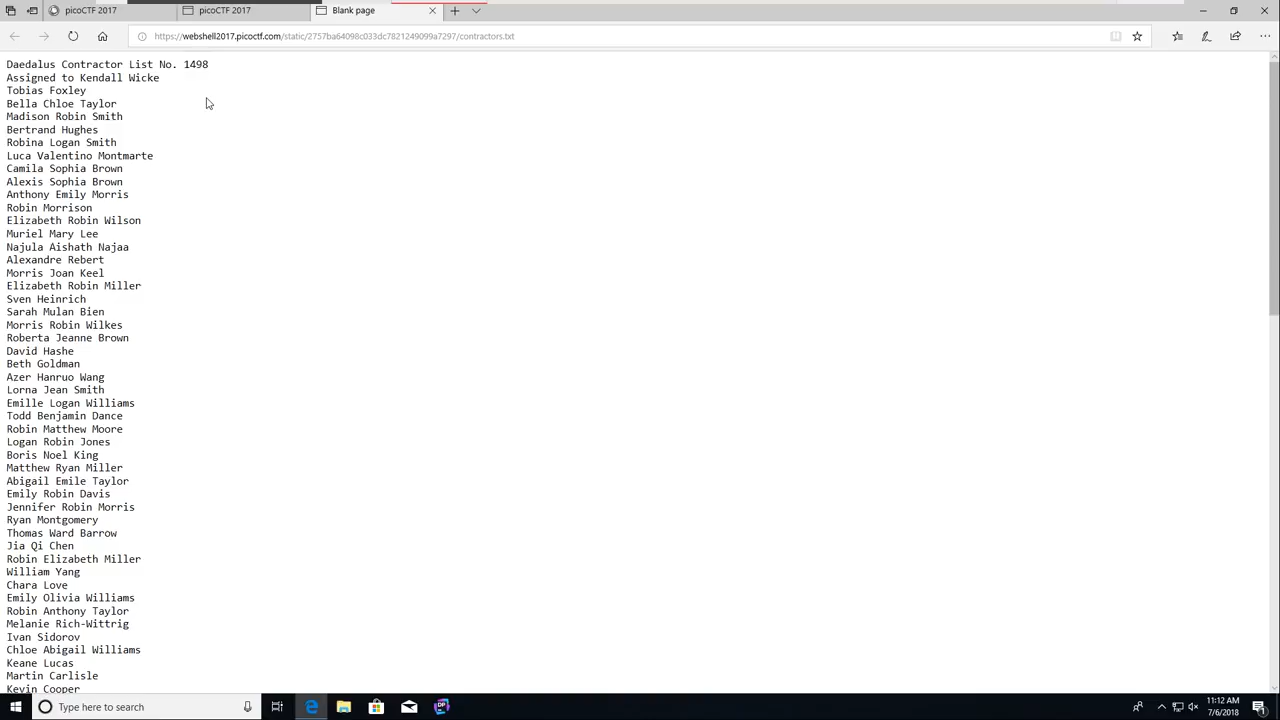 picoCTF 2017
picoCTF 2017
Blank page
https://webshell2017.picoctf.com/static/2757ba64098c033dc7821249099a7297/contractors.txt
Daedalus Contractor List No. 1498
Assigned to Kendall Wicke
Tobias Foxley
Bella Chloe Taylor
Madison Robin Smith
Bertrand Hughes
Robina Logan Smith
Luca Valentino Montmarte
Camila Sophia Brown
Alexis Sophia Brown
Anthony Emily Morris
Robin Morrison
Elizabeth Robin Wilson
Muriel Mary Lee
Najula Aishath Najaa
Alexandre Rebert
Morris Joan Keel
Elizabeth Robin Miller
Sven Heinrich
Sarah Mulan Bien
Morris Robin Wilkes
Roberta Jeanne Brown
David Hashe
Beth Goldman
Azer Hanruo Wang
Lorna Jean Smith
Emille Logan Williams
Todd Benjamin Dance
Robin Matthew Moore
Logan Robin Jones
Boris Noel King
Matthew Ryan Miller
Abigail Emile Taylor
Emily Robin Davis
Jennifer Robin Morris
Ryan Montgomery
Thomas Ward Barrow
Jia Qi Chen
Robin Elizabeth Miller
William Yang
Chara Love
Emily Olivia Williams
Robin Anthony Taylor
Melanie Rich-Wittrig
Ivan Sidorov
Chloe Abigail Williams
Keane Lucas
Martin Carlisle
Kevin Cooper
Type here to search
11:12 AM
7/6/2018